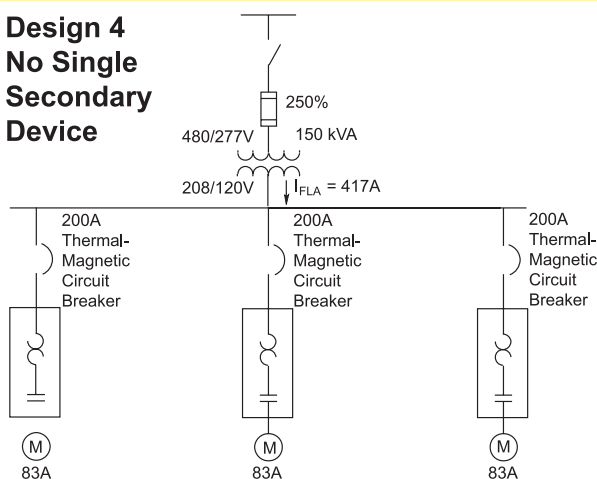 Design 4
No Single
Secondary
Device
250%
480/277V 150 kVA
208/120V I FLA = 417A
200A
Thermal-
Magnetic
Circuit
Breaker
200A
Thermal-
Magnetic
Circuit
Breaker
200A
Thermal-
Magnetic
Circuit
Breaker
M
83A
M
83A
M
83A